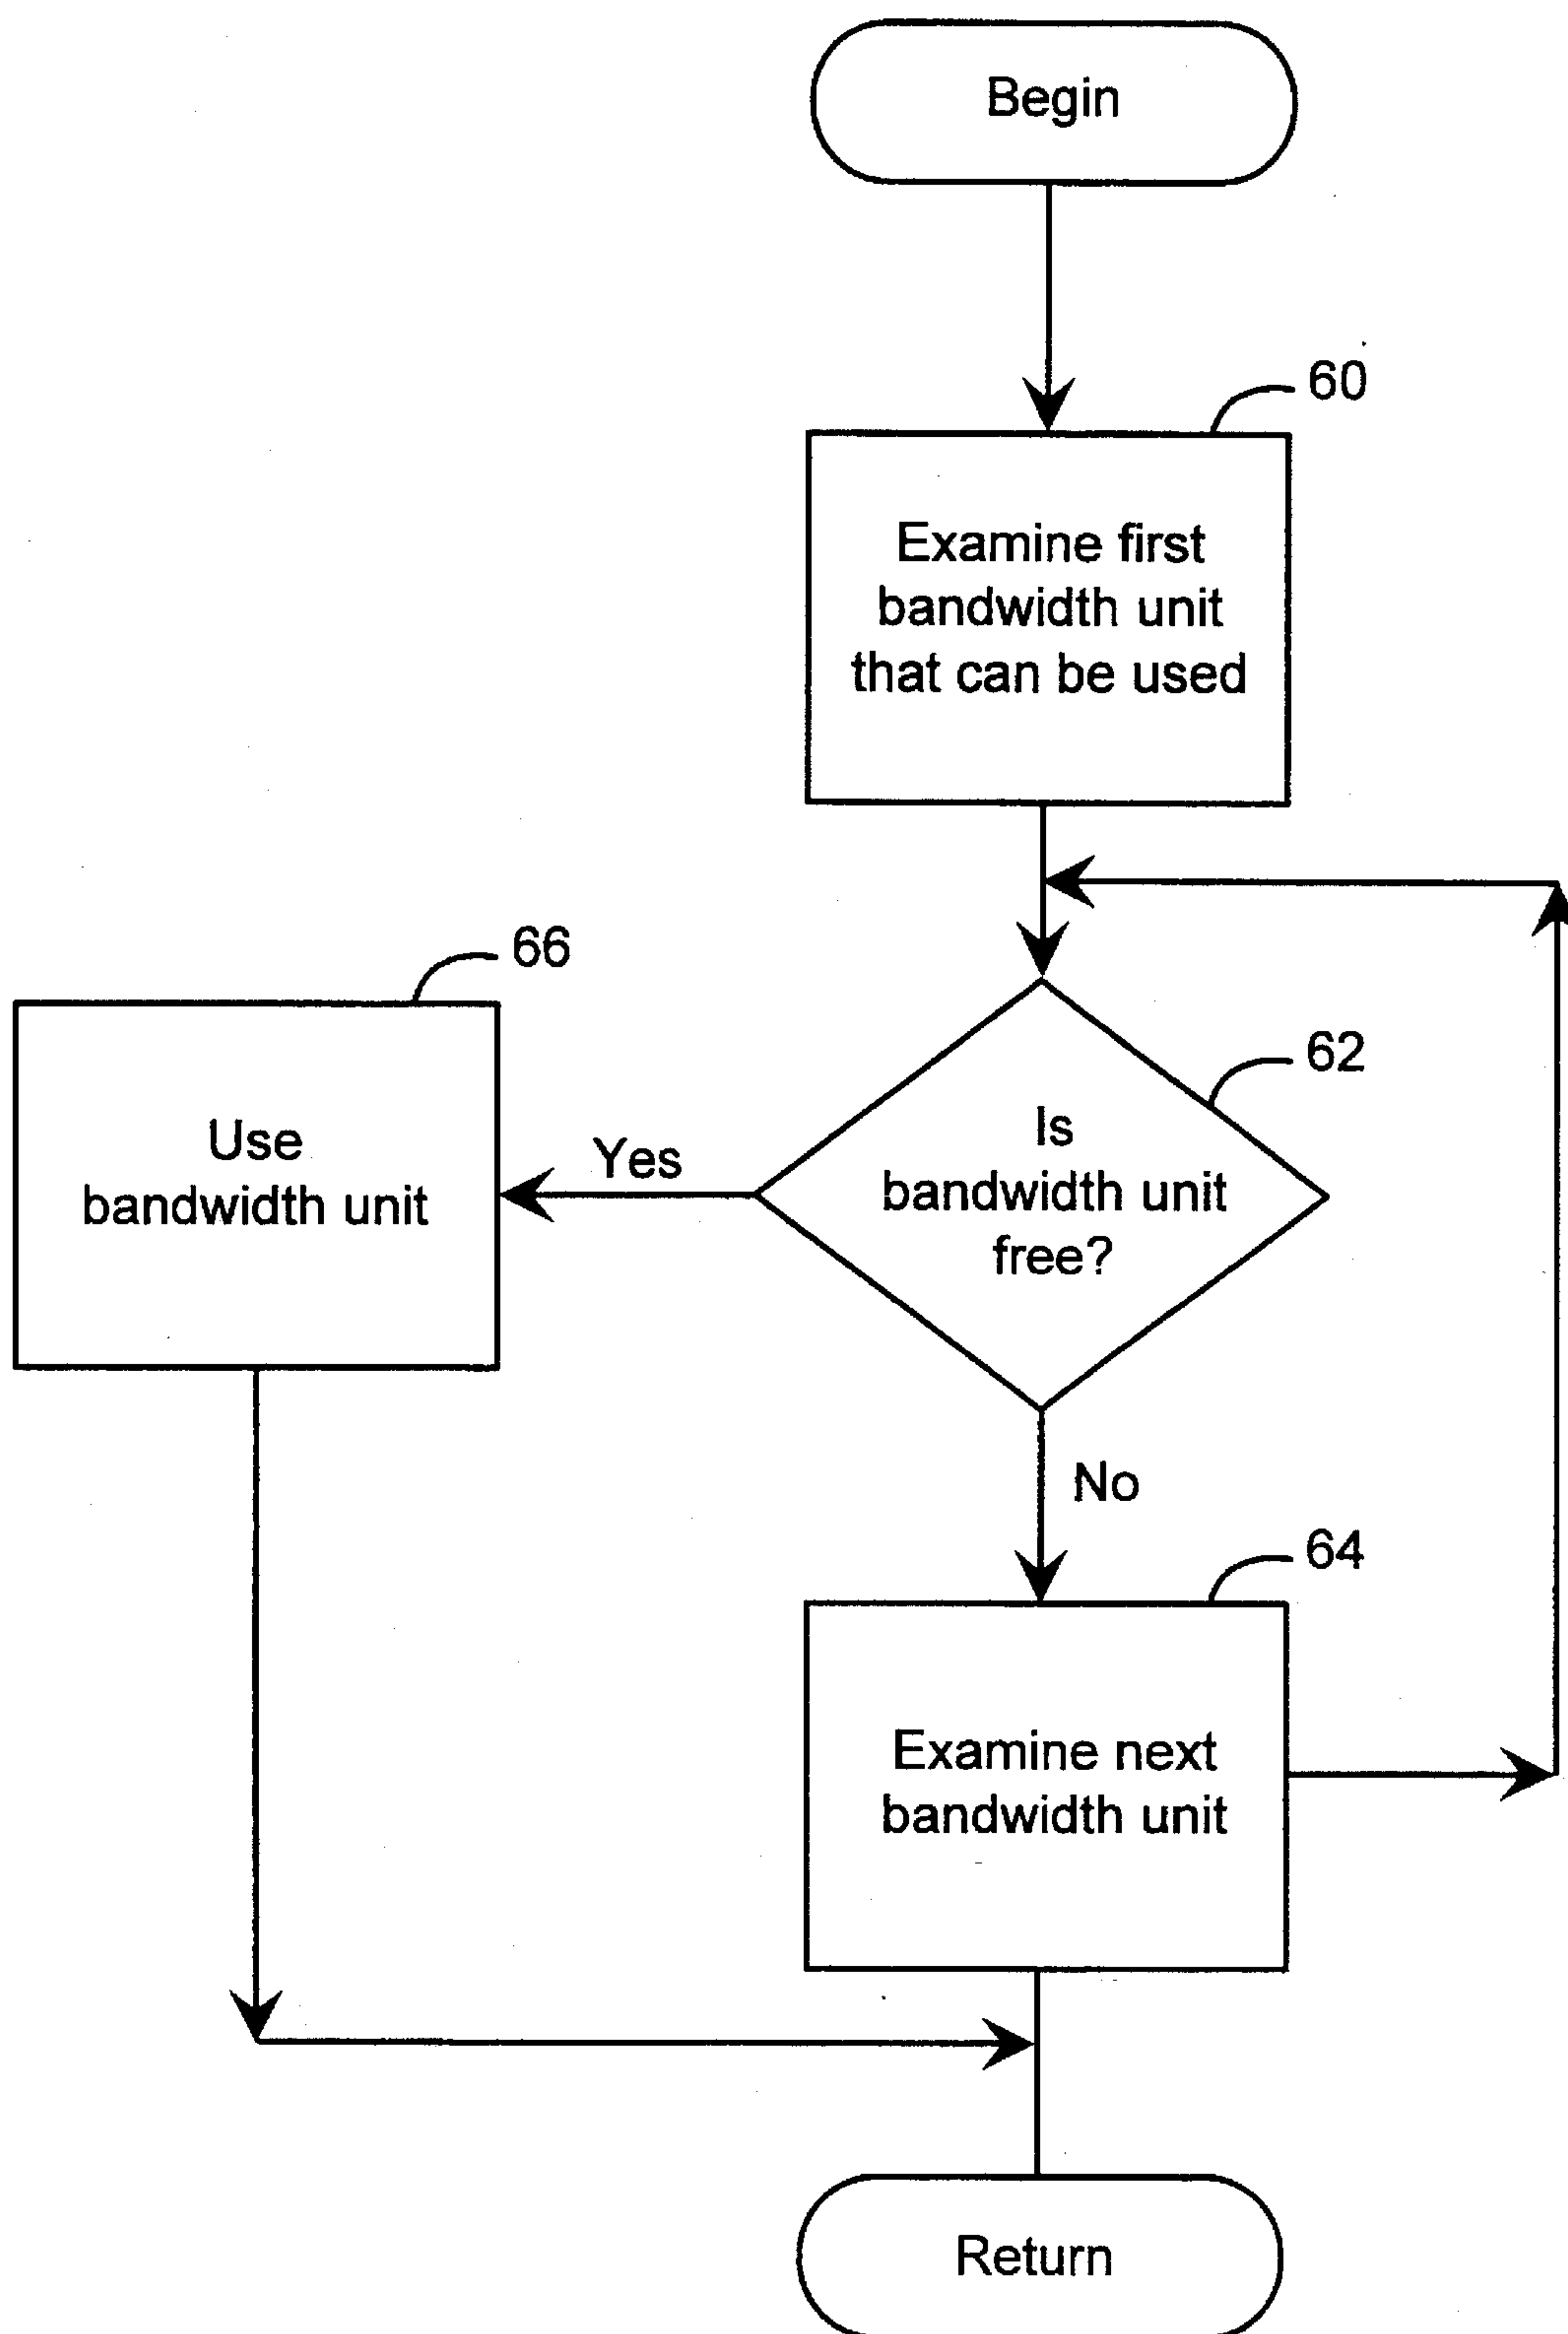 Begin
60
Examine first
bandwidth unit
that can be used
66
62
Use
bandwidth unit
Yes
Is
bandwidth unit
free?
No
64
Examine next
bandwidth unit
Return